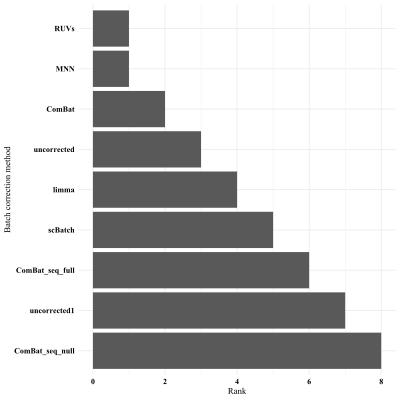 RUVs
MNN
ComBat
uncorrected
limma
scBatch
ComBat_seq_full
uncorrected1
ComBat_seq_null
Batch correction method
0 2 4 6 8
Rank